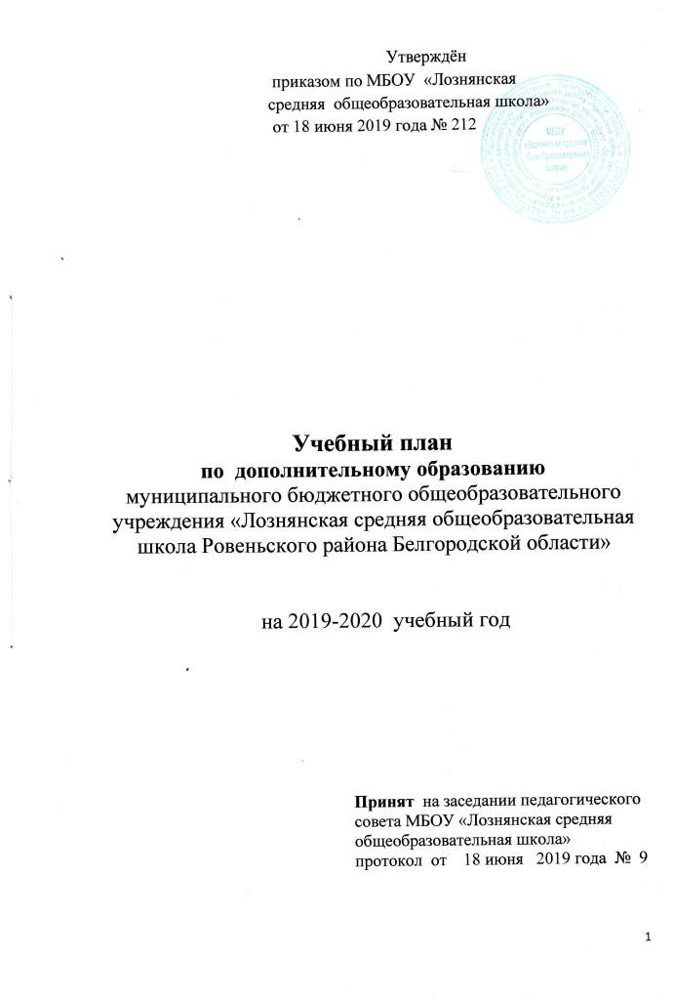 Утверждён
приказом по МБОУ «Лознянская
средняя общеобразовательная школа»
от 18 июня 2019 года № 212
МБОУ
«Лознянская средняя
общеобразовательная
школа»
Учебный план
по дополнительному образованию
муниципального бюджетного общеобразовательного
учреждения «Лознянская средняя общеобразовательная
школа Ровеньского района Белгородской области»
на 2019-2020 учебный год
Принят на заседании педагогического
совета МБОУ «Лознянская средняя
общеобразовательная школа»
протокол от 18 июня 2019 года № 9
1